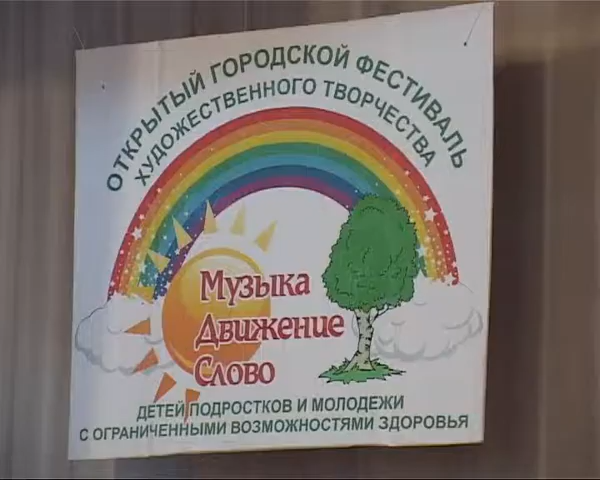 ОТКРЫТЫЙ ГОРОДСКОЙ ФЕСТИВАЛЬ
ХУДОЖЕСТВЕННОГО ТВОРЧЕСТВА
Музыка
Движение
Слово
ДЕТЕЙ ПОДРОСТКОВ И МОЛОДЕЖИ
С ОГРАНИЧЕННЫМИ ВОЗМОЖНОСТЯМИ ЗДОРОВЬЯ